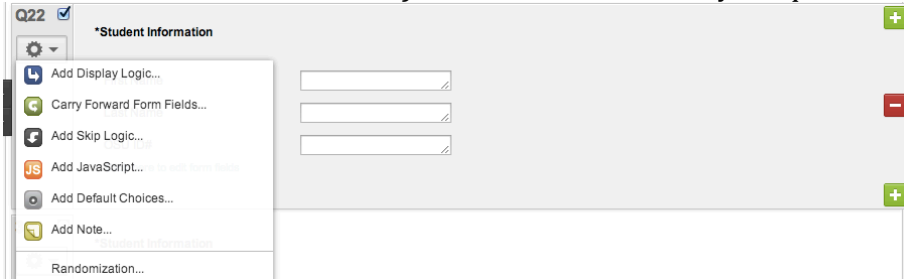 Q22
*Student Information
Add Display Logic...
Carry Forward Form Fields...
Last Name
Add Skip Logic...
Add JavaScript...
JS
Add Default Choices...
Add Note...
*Student Information
Randomization...